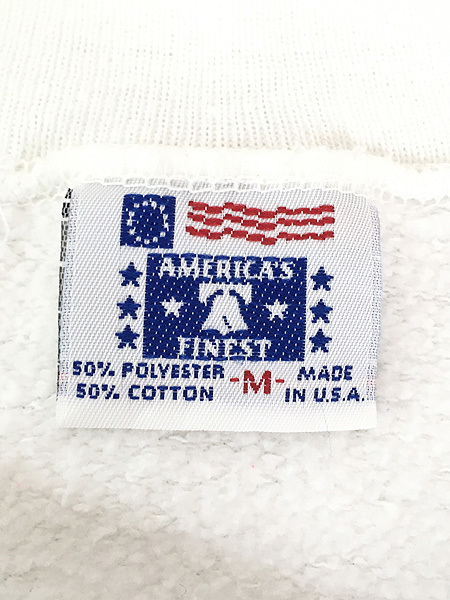 AMERICA'S
FINEST
50% POLYESTER
50% COTTON
-M-
MADE
IN U.S.A.